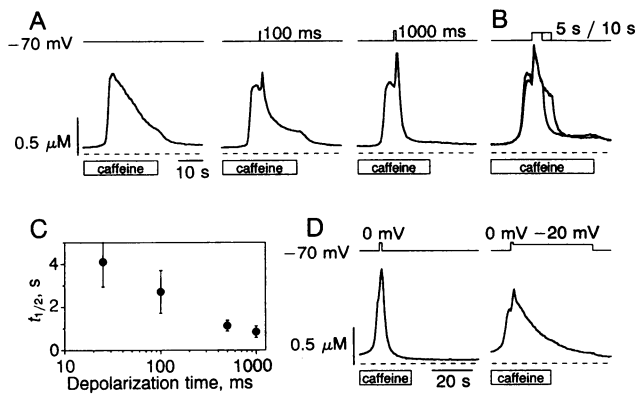 A
B
−70 mV
100 ms
1000 ms
5 s / 10 s
0.5 μM
caffeine
10 s
caffeine
caffeine
caffeine
C
t1/2, s
4
2
0
10
100
1000
Depolarization time, ms
D
0 mV
0 mV −20 mV
−70 mV
0.5 μM
caffeine
20 s
caffeine